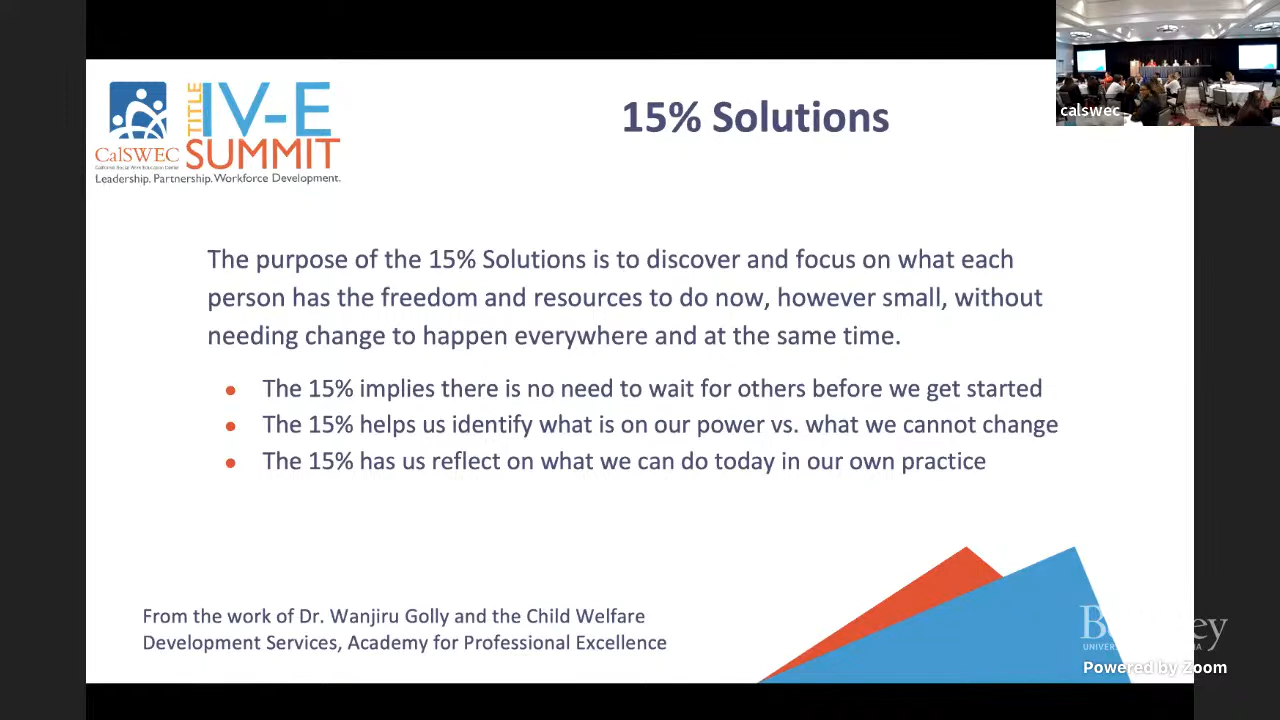 TITLE IV-E
SUMMIT
CalSWEC
California Social Work Education Center
Leadership. Partnership. Workforce Development.
15% Solutions
calswec
The purpose of the 15% Solutions is to discover and focus on what each
person has the freedom and resources to do now, however small, without
needing change to happen everywhere and at the same time.
● The 15% implies there is no need to wait for others before we get started
● The 15% helps us identify what is on our power vs. what we cannot change
● The 15% has us reflect on what we can do today in our own practice
From the work of Dr. Wanjiru Golly and the Child Welfare
Development Services, Academy for Professional Excellence
Powered by Zoom